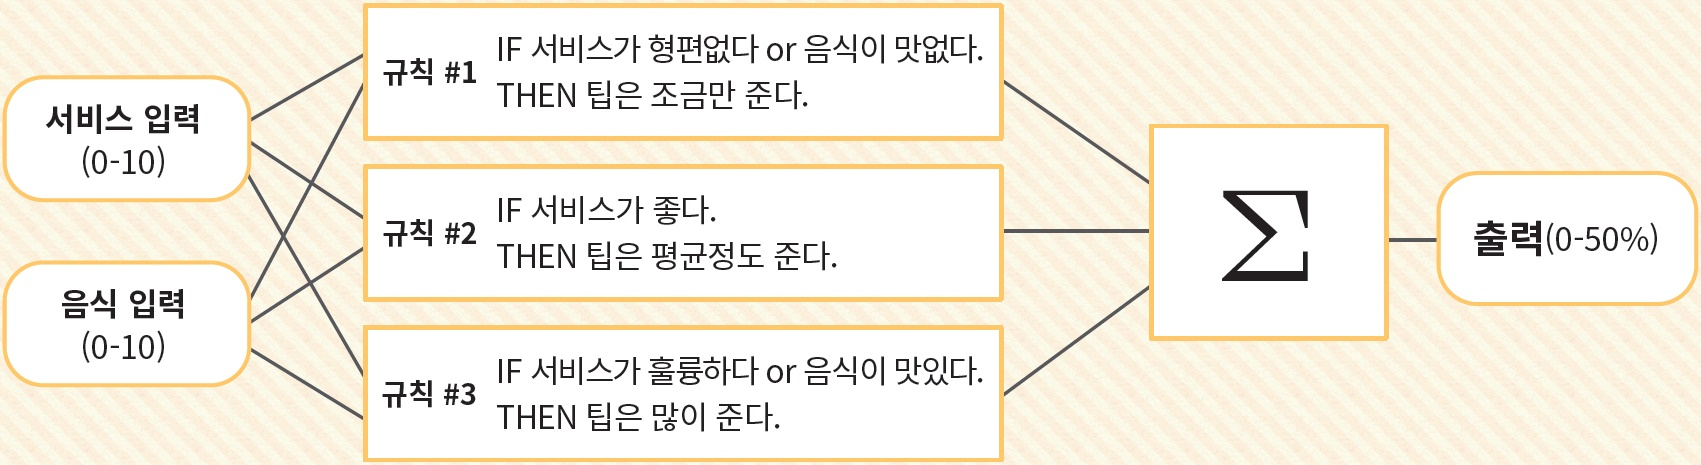 서비스 입력
(0-10)
음식 입력
(0-10)
규칙 #1
IF 서비스가 형편없다 or 음식이 맛없다.
THEN 팁은 조금만 준다.
규칙 #2
IF 서비스가 좋다.
THEN 팁은 평균정도 준다.
규칙 #3
IF 서비스가 훌륭하다 or 음식이 맛있다.
THEN 팁은 많이 준다.
Σ
출력(0-50%)